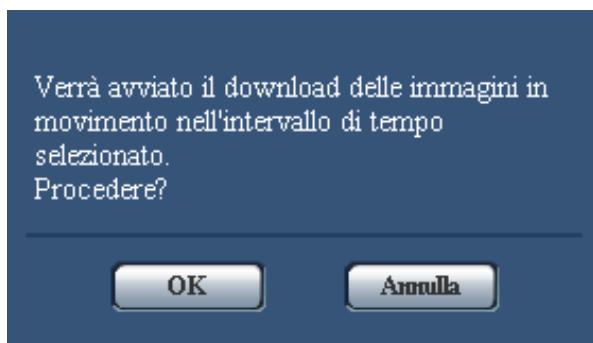 Verrà avviato il download delle immagini in
movimento nell'intervallo di tempo
selezionato.
Procedere?
OK
Annulla